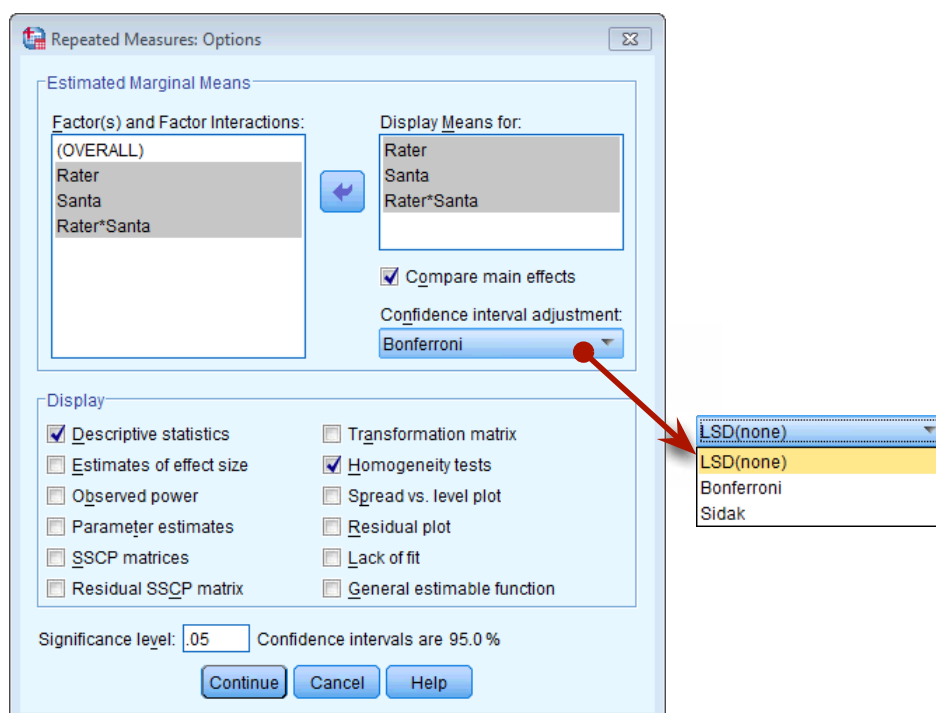 Repeated Measures: Options
Estimated Marginal Means
Factor(s) and Factor Interactions:
(OVERALL)
Rater
Santa
Rater*Santa
Display Means for:
Rater
Santa
Rater*Santa
Compare main effects
Confidence interval adjustment:
Bonferroni
LSD(none)
LSD(none)
Bonferroni
Sidak
Display
Descriptive statistics
Estimates of effect size
Observed power
Parameter estimates
SSCP matrices
Residual SSCP matrix
Transformation matrix
Homogeneity tests
Spread vs. level plot
Residual plot
Lack of fit
General estimable function
Significance level: .05 Confidence intervals are 95.0 %
Continue Cancel Help